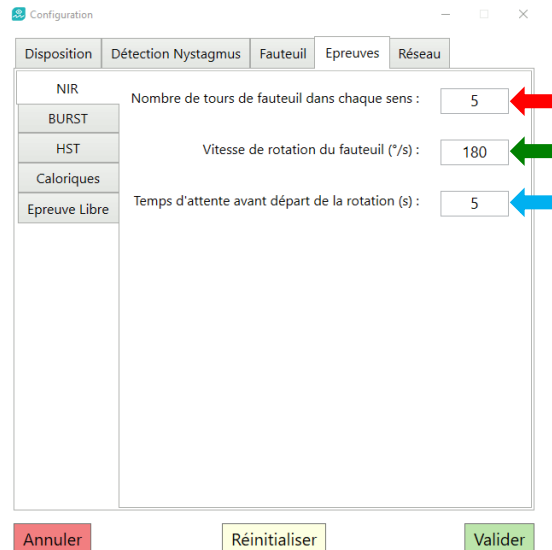 Configuration
Disposition Détection Nystagmus Fauteuil Epreuves Réseau
NIR
BURST
HST
Caloriques
Epreuve Libre
Nombre de tours de fauteuil dans chaque sens : 5
Vitesse de rotation du fauteuil (°/s) : 180
Temps d'attente avant départ de la rotation (s) : 5
Annuler Réinitialiser Valider